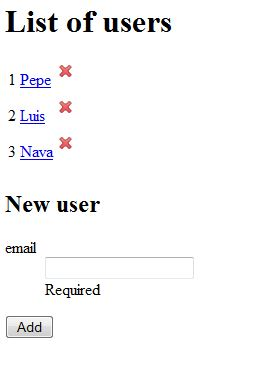 List of users
1 Pepe
2 Luis
3 Nava
New user
email
Required
Add